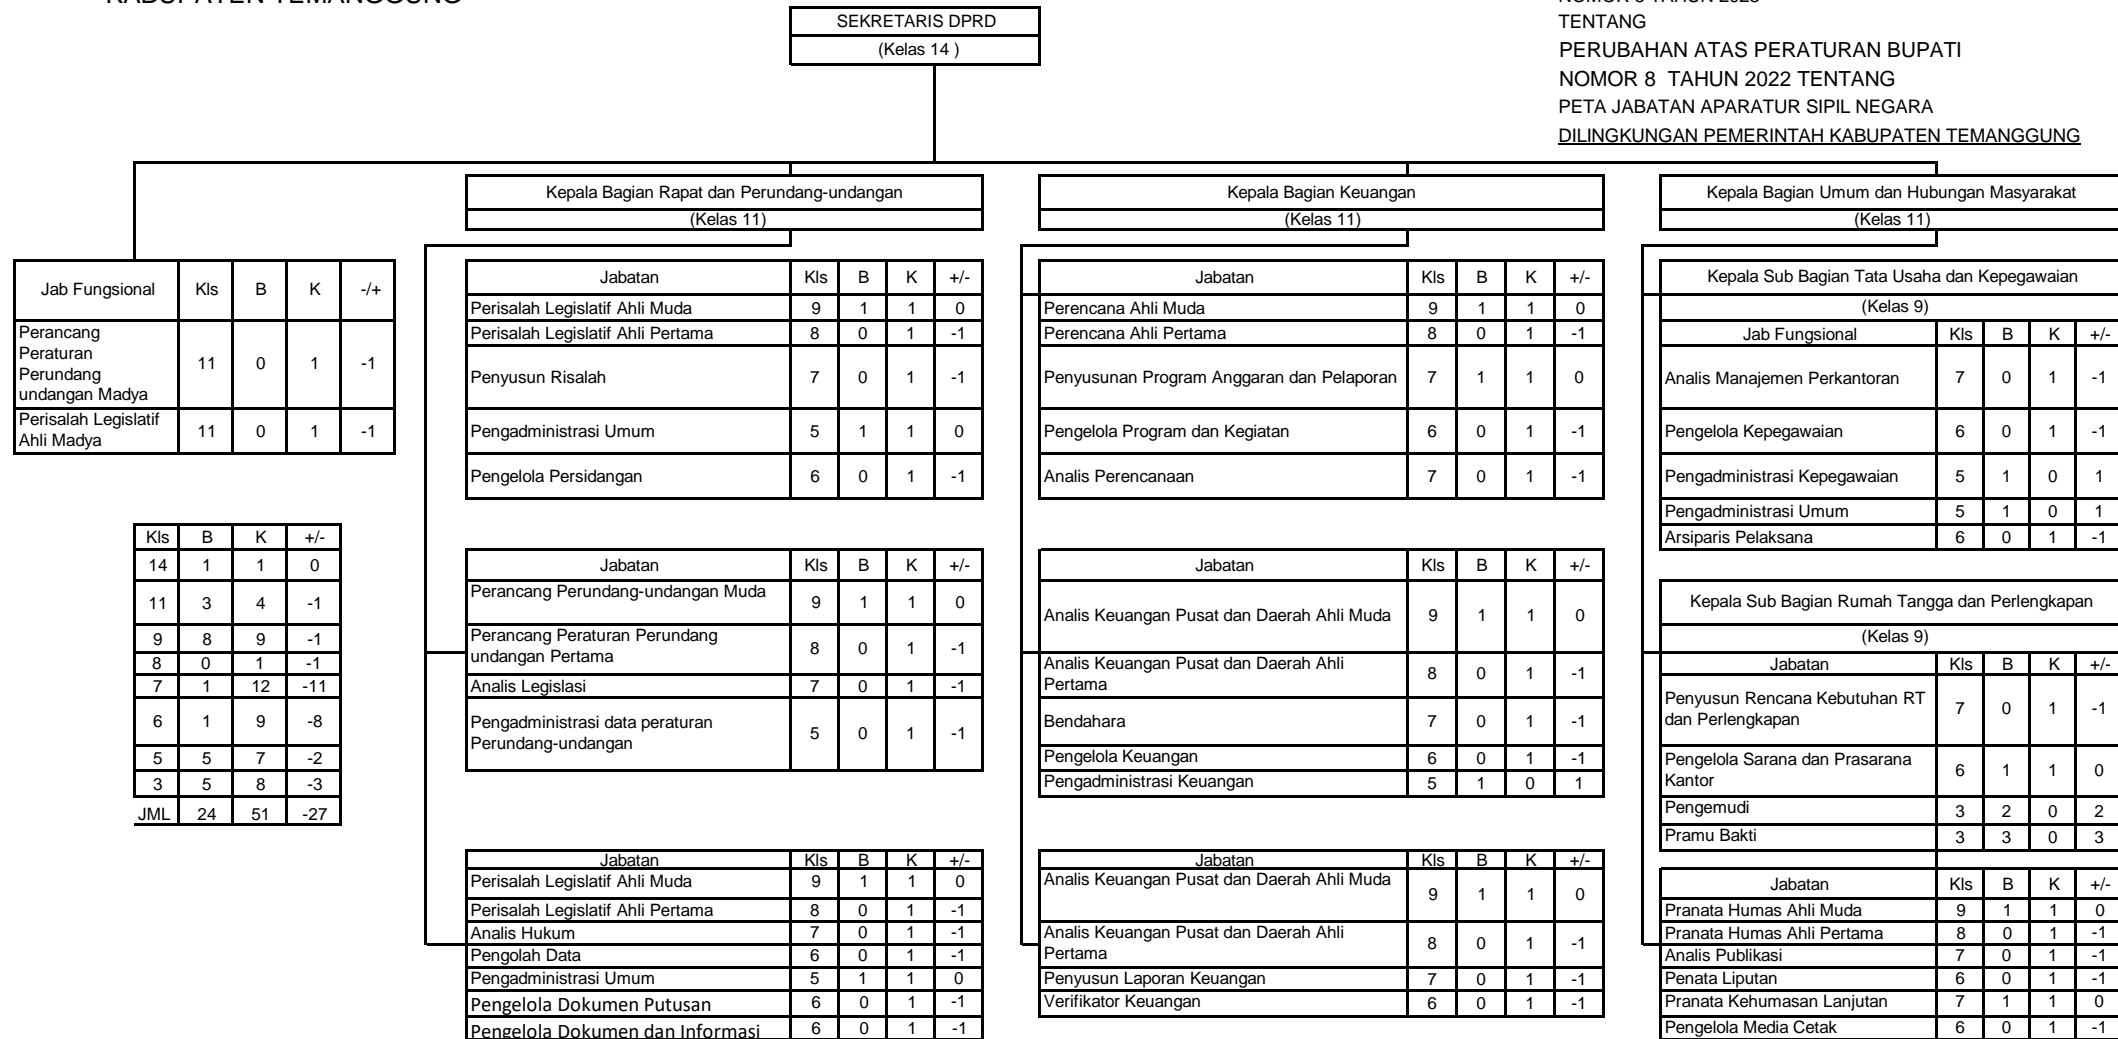 KABUPATEN TEMANGGUNG
SEKRETARIS DPRD
(Kelas 14 )
TENTANG
PERUBAHAN ATAS PERATURAN BUPATI
NOMOR 8 TAHUN 2022 TENTANG
PETA JABATAN APARATUR SIPIL NEGARA
DILINGKUNGAN PEMERINTAH KABUPATEN TEMANGGUNG
Jab Fungsional Kls B K -/+
Perancang
Peraturan
Perundang
undangan Madya 11 0 1 -1
Perisalah Legislatif
Ahli Madya 11 0 1 -1
Kls B K +/-
14 1 1 0
11 3 4 -1
9 8 9 -1
8 0 1 -1
7 1 12 -11
6 1 9 -8
5 5 7 -2
3 5 8 -3
JML 24 51 -27
Kepala Bagian Rapat dan Perundang-undangan
(Kelas 11)
Jabatan Kls B K +/-
Perisalah Legislatif Ahli Muda 9 1 1 0
Perisalah Legislatif Ahli Pertama 8 0 1 -1
Penyusun Risalah 7 0 1 -1
Pengadministrasi Umum 5 1 1 0
Pengelola Persidangan 6 0 1 -1
Jabatan Kls B K +/-
Perancang Perundang-undangan Muda 9 1 1 0
Perancang Peraturan Perundang
undangan Pertama 8 0 1 -1
Analis Legislasi 7 0 1 -1
Pengadministrasi data peraturan
Perundang-undangan 5 0 1 -1
Jabatan Kls B K +/-
Perisalah Legislatif Ahli Muda 9 1 1 0
Perisalah Legislatif Ahli Pertama 8 0 1 -1
Analis Hukum 7 0 1 -1
Pengolah Data 6 0 1 -1
Pengadministrasi Umum 5 1 1 0
Pengelola Dokumen Putusan 6 0 1 -1
Pengelola Dokumen dan Informasi 6 0 1 -1
Kepala Bagian Keuangan
(Kelas 11)
Jabatan Kls B K +/-
Perencana Ahli Muda 9 1 1 0
Perencana Ahli Pertama 8 0 1 -1
Penyusunan Program Anggaran dan Pelaporan 7 1 1 0
Pengelola Program dan Kegiatan 6 0 1 -1
Analis Perencanaan 7 0 1 -1
Jabatan Kls B K +/-
Analis Keuangan Pusat dan Daerah Ahli Muda 9 1 1 0
Analis Keuangan Pusat dan Daerah Ahli
Pertama 8 0 1 -1
Bendahara 7 0 1 -1
Pengelola Keuangan 6 0 1 -1
Pengadministrasi Keuangan 5 1 0 1
Jabatan Kls B K +/-
Analis Keuangan Pusat dan Daerah Ahli Muda 9 1 1 0
Analis Keuangan Pusat dan Daerah Ahli
Pertama 8 0 1 -1
Penyusun Laporan Keuangan 7 0 1 -1
Verifikator Keuangan 6 0 1 -1
Kepala Bagian Umum dan Hubungan Masyarakat
(Kelas 11)
Kepala Sub Bagian Tata Usaha dan Kepegawaian
(Kelas 9)
Jab Fungsional Kls B K +/-
Analis Manajemen Perkantoran 7 0 1 -1
Pengelola Kepegawaian 6 0 1 -1
Pengadministrasi Kepegawaian 5 1 0 1
Pengadministrasi Umum 5 1 0 1
Arsiparis Pelaksana 6 0 1 -1
Kepala Sub Bagian Rumah Tangga dan Perlengkapan
(Kelas 9)
Jabatan Kls B K +/-
Penyusun Rencana Kebutuhan RT
dan Perlengkapan 7 0 1 -1
Pengelola Sarana dan Prasarana
Kantor 6 1 1 0
Pengemudi 3 2 0 2
Pramu Bakti 3 3 0 3
Jabatan Kls B K +/-
Pranata Humas Ahli Muda 9 1 1 0
Pranata Humas Ahli Pertama 8 0 1 -1
Analis Publikasi 7 0 1 -1
Penata Liputan 6 0 1 -1
Pranata Kehumasan Lanjutan 7 1 1 0
Pengelola Media Cetak 6 0 1 -1